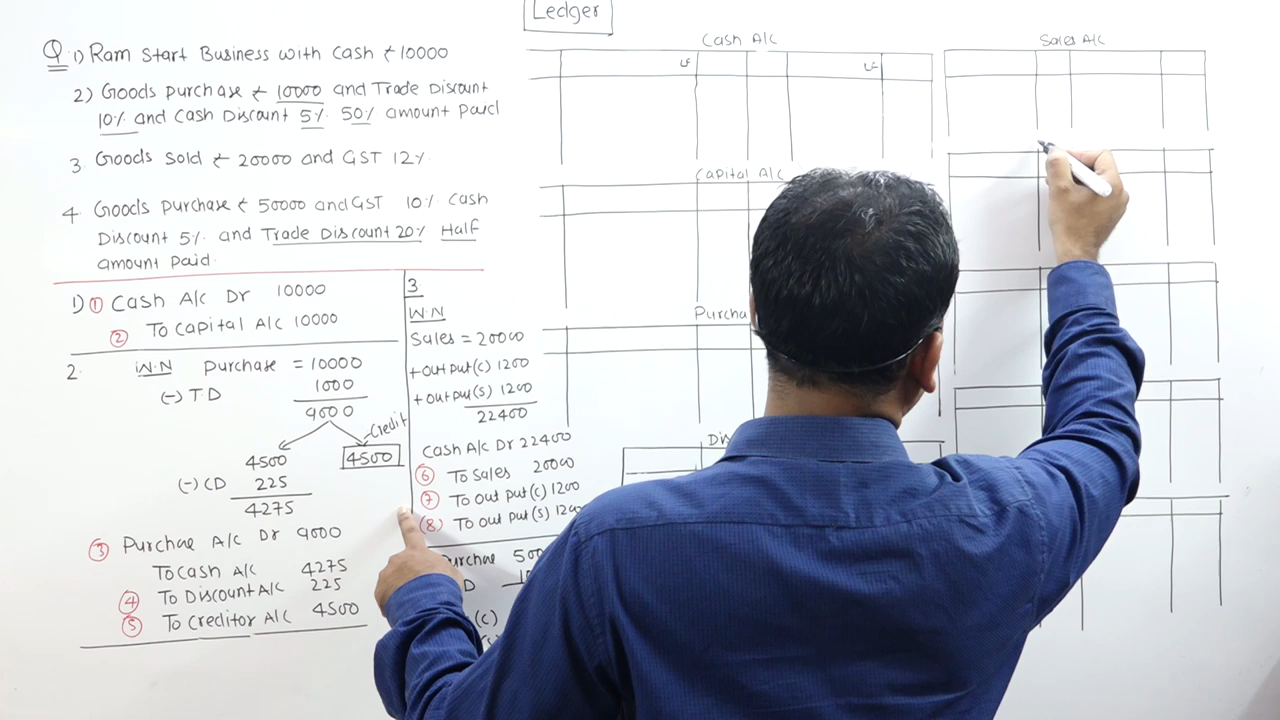 Ledger
Q 1) Ram Start Business with Cash ₹ 10000
2) Goods purchase ₹ 10000 and Trade Discount
10% and Cash Discount 5% 50% amount Paid
3. Goods Sold ₹ 20000 and GST 12%
4. Goods purchase ₹ 50000 and GST 10% Cash
Discount 5% and Trade Discount 20% Half
amount Paid.
1) ① Cash A/c Dr 10000
② To Capital A/c 10000
2. W.N Purchase = 10000
(-) T.D 1000
9000
Credit
4500 4500
(-) CD 225
4275
③ Purchae A/c Dr 9000
To Cash A/c 4275
④ To Discount A/c 225
⑤ To Creditor A/c 4500
3.
W.N
Sales = 20000
+ out put (c) 1200
+ out put (s) 1200
22400
Cash A/c Dr 22400
⑥ To Sales 20000
⑦ To out put (c) 1200
(8) To out put (s)
Cash A/c
LF LF
Capital A/c
Sales A/c